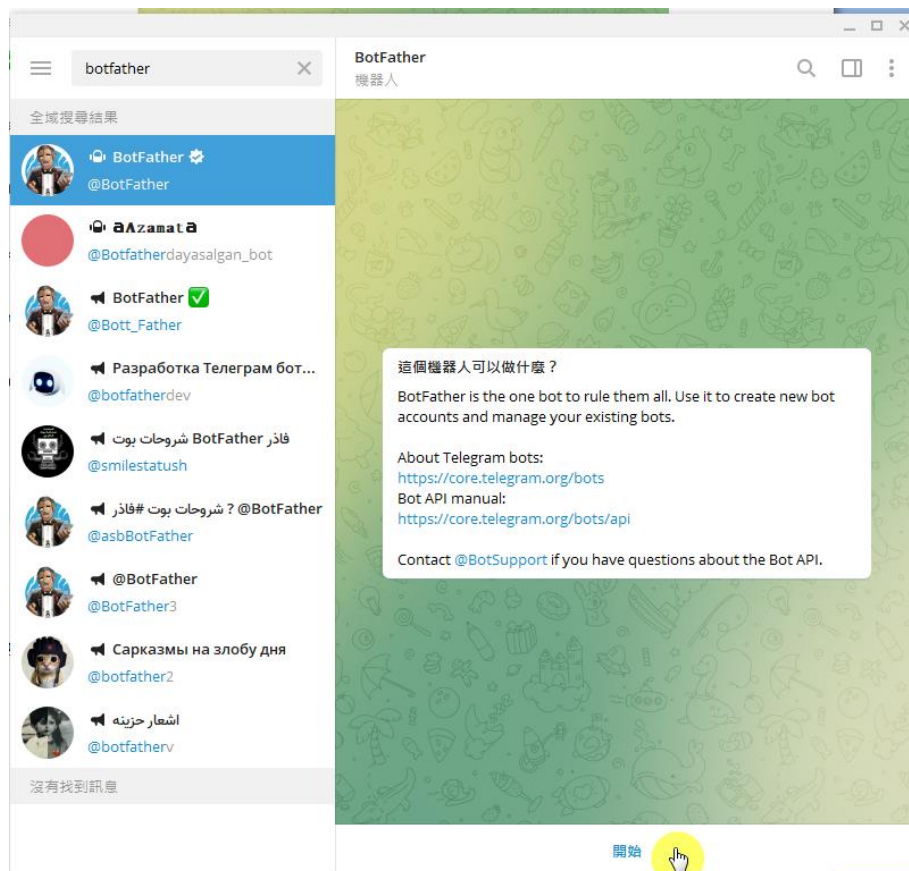 botfather
全域搜尋結果
BotFather
@BotFather
aAzamata
@Botfatherdayasalgan_bot
BotFather
@Bott_Father
Разработка Телеграм бот...
@botfatherdev
فاذر BotFather شروحات بوت
@smilestatush
@BotFather ? شروحات بوت #فاذر
@asbBotFather
@BotFather
@BotFather3
Сарказмы на злобу дня
@botfather2
اشعار حزينه
@botfatherv
沒有找到訊息
BotFather
機器人
這個機器人可以做什麼？
BotFather is the one bot to rule them all. Use it to create new bot
accounts and manage your existing bots.
About Telegram bots:
https://core.telegram.org/bots
Bot API manual:
https://core.telegram.org/bots/api
Contact @BotSupport if you have questions about the Bot API.
開始